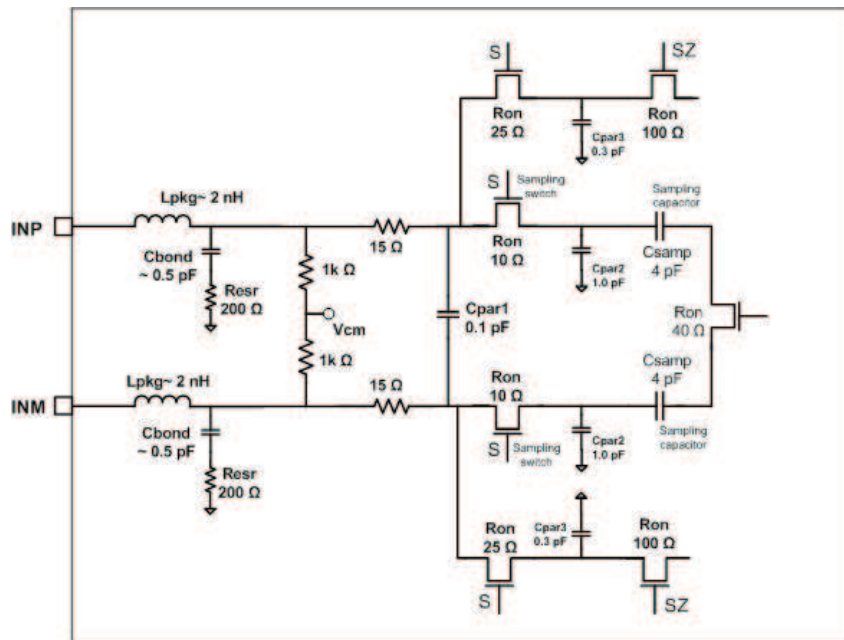 S
SZ
Ron
25 Ω
Cpar3
0.3 pF
Ron
100 Ω
S
Sampling
switch
Sampling
capacitor
Lpkg~ 2 nH
INP
15 Ω
Ron
10 Ω
Cpar2
1.0 pF
Csamp
4 pF
Cbond
~ 0.5 pF
1k Ω
Resr
200 Ω
Vcm
Cpar1
0.1 pF
Ron
40 Ω
1k Ω
Lpkg~ 2 nH
15 Ω
Ron
10 Ω
Csamp
4 pF
INM
Cbond
~ 0.5 pF
S
Sampling
switch
Cpar2
1.0 pF
Sampling
capacitor
Resr
200 Ω
Ron
25 Ω
Cpar3
0.3 pF
Ron
100 Ω
S
SZ